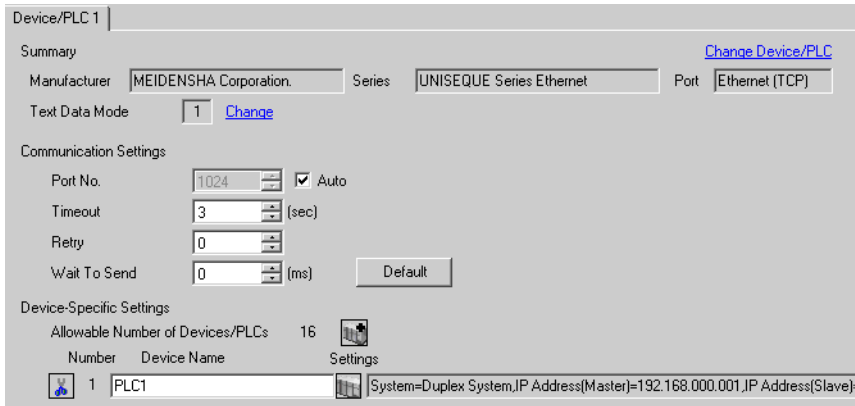 Device/PLC 1
Summary Change Device/PLC
Manufacturer MEIDENSHA Corporation. Series UNISEQUE Series Ethernet Port Ethernet (TCP)
Text Data Mode 1 Change
Communication Settings
Port No. 1024 Auto
Timeout 3 (sec)
Retry 0
Wait To Send 0 (ms) Default
Device-Specific Settings
Allowable Number of Devices/PLCs 16
Number Device Name Settings
1 PLC1 System=Duplex System,IP Address(Master)=192.168.000.001,IP Address(Slave)=